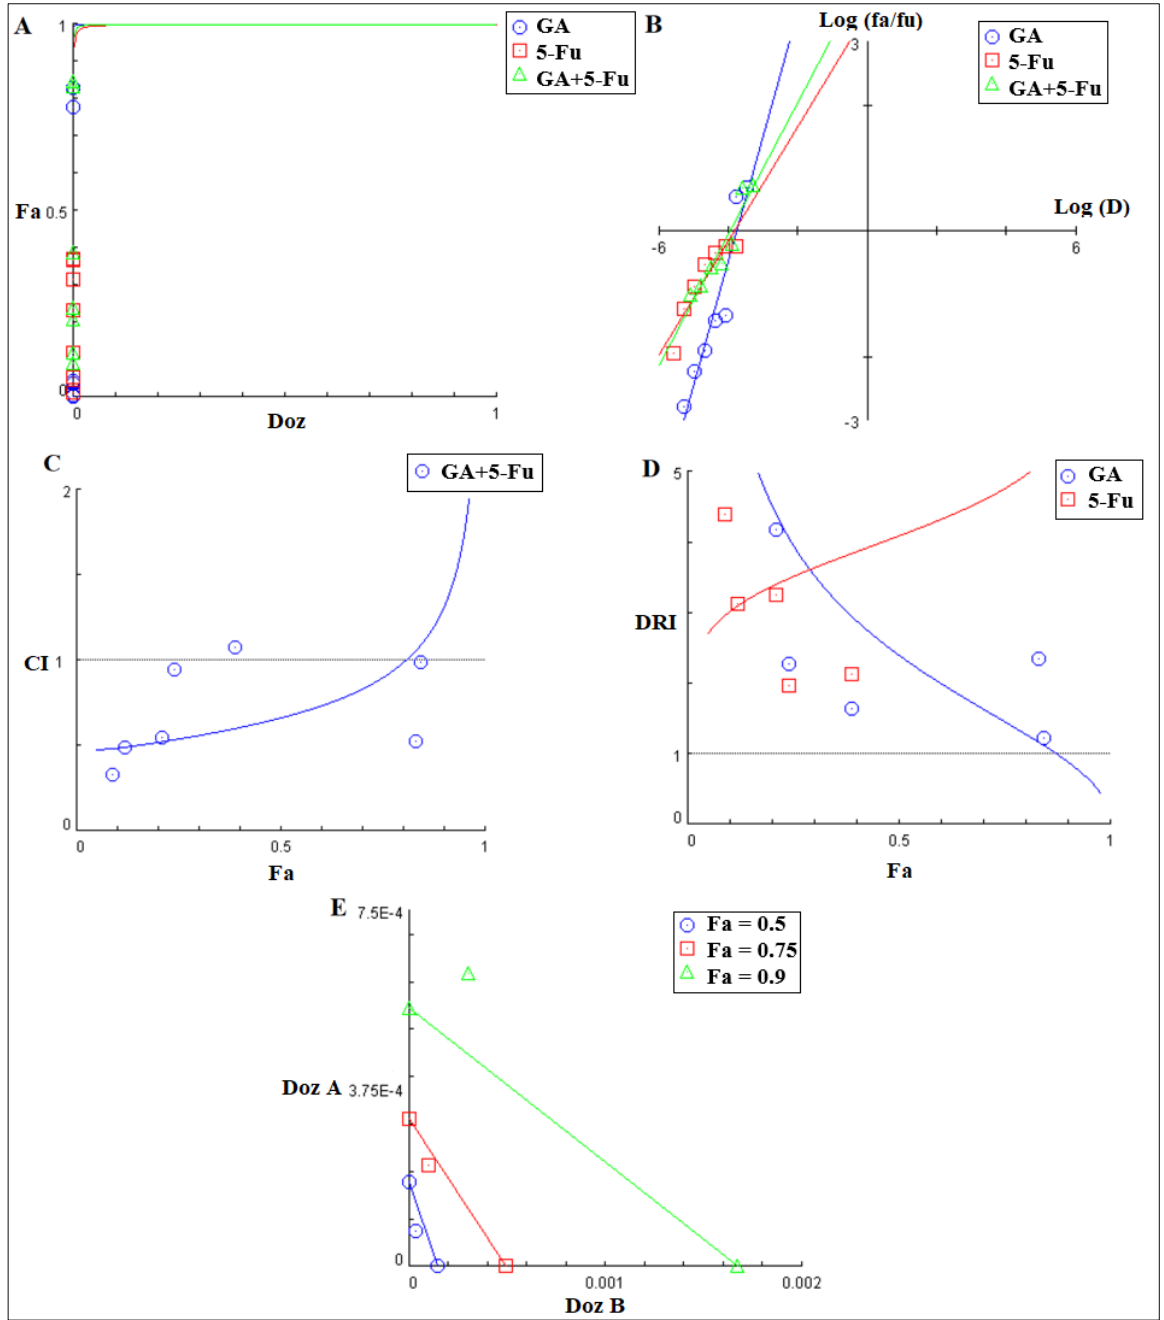 A
1
Fa
0.5
0
0
1
Doz
GA
5-Fu
GA+5-Fu
B
Log (fa/fu)
3
Log (D)
-6
6
-3
GA
5-Fu
GA+5-Fu
C
2
CI
1
0
0
0.5
1
Fa
GA+5-Fu
D
5
DRI
1
0
0
0.5
1
Fa
GA
5-Fu
E
7.5E-4
Doz A
3.75E-4
0
0
0.001
0.002
Doz B
Fa = 0.5
Fa = 0.75
Fa = 0.9